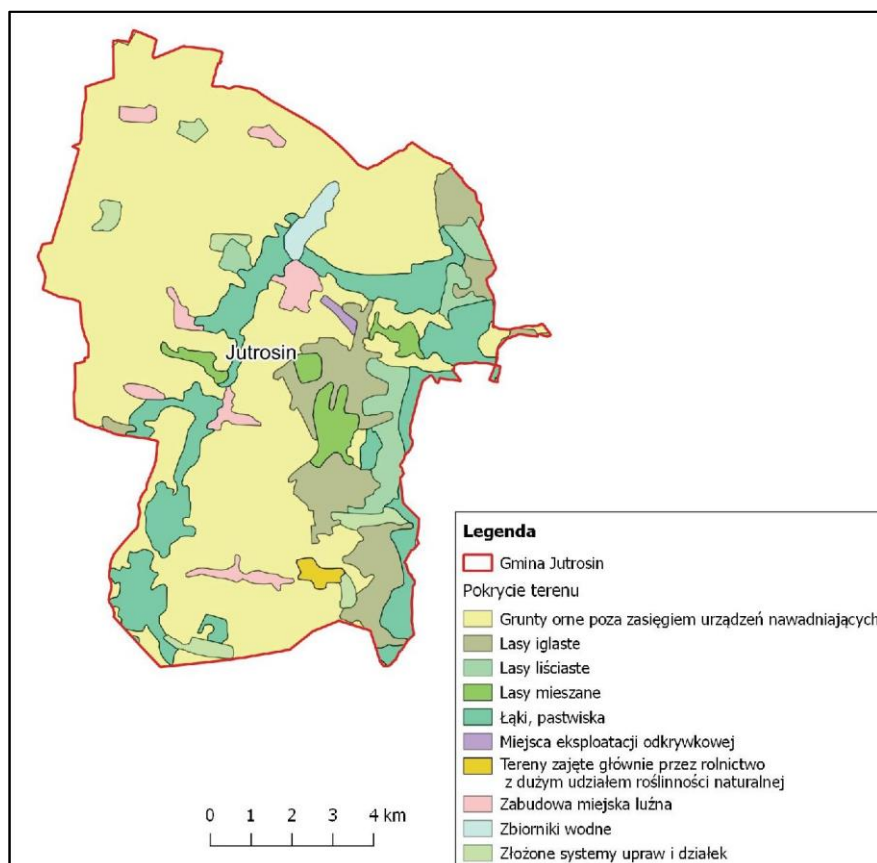 Jutrosin
Legenda
Gmina Jutrosin
Pokrycie terenu
Grunty orne poza zasięgiem urządzeń nawadniających
Lasy iglaste
Lasy liściaste
Lasy mieszane
Łąki, pastwiska
Miejsca eksploatacji odkrywkowej
Tereny zajęte głównie przez rolnictwo
z dużym udziałem roślinności naturalnej
Zabudowa miejska luźna
Zbiorniki wodne
Złożone systemy upraw i działek
0 1 2 3 4 km